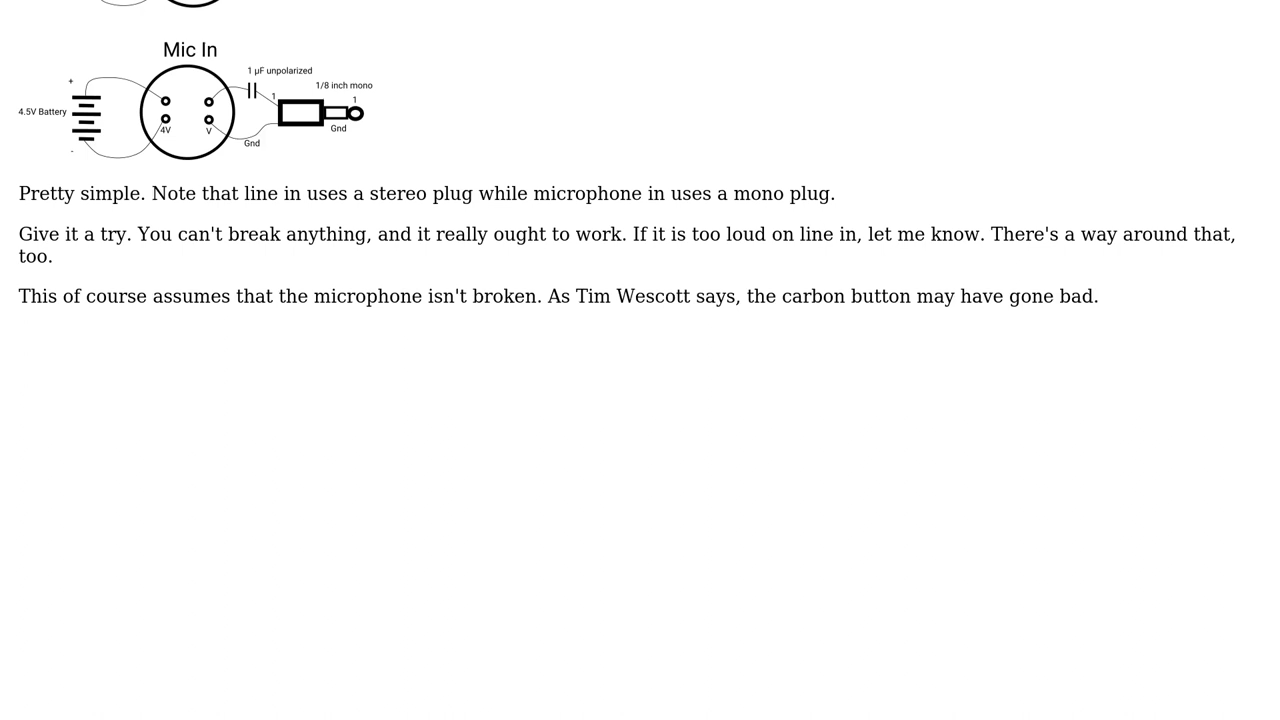 Mic In
1 µF unpolarized
+
1/8 inch mono
1
1
4.5V Battery
4V
V
Gnd
Gnd
-
Pretty simple. Note that line in uses a stereo plug while microphone in uses a mono plug.
Give it a try. You can't break anything, and it really ought to work. If it is too loud on line in, let me know. There's a way around that,
too.
This of course assumes that the microphone isn't broken. As Tim Wescott says, the carbon button may have gone bad.